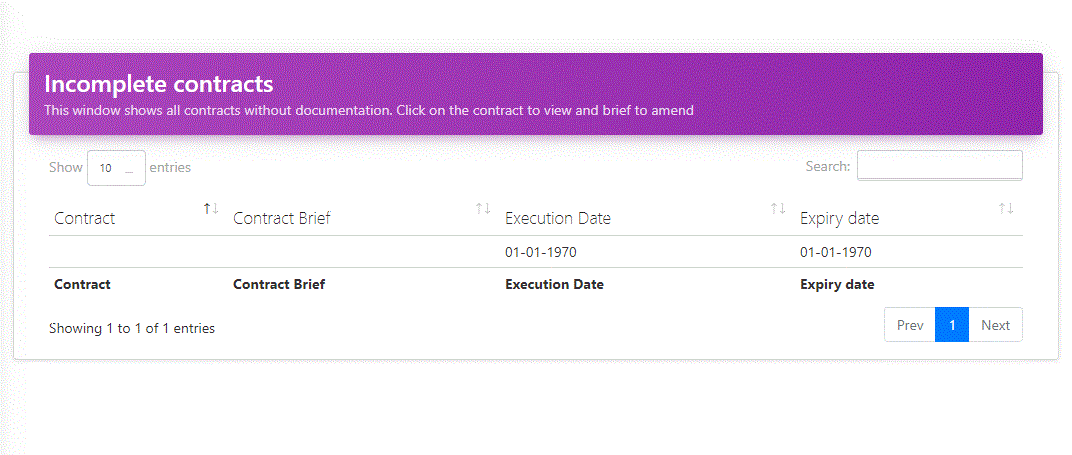 Incomplete contracts
This window shows all contracts without documentation. Click on the contract to view and brief to amend
Show 10 ... entries Search:
Contract ↑↓ Contract Brief ↑↓ Execution Date ↑↓ Expiry date ↑↓
01-01-1970 01-01-1970
Contract Contract Brief Execution Date Expiry date
Showing 1 to 1 of 1 entries Prev 1 Next